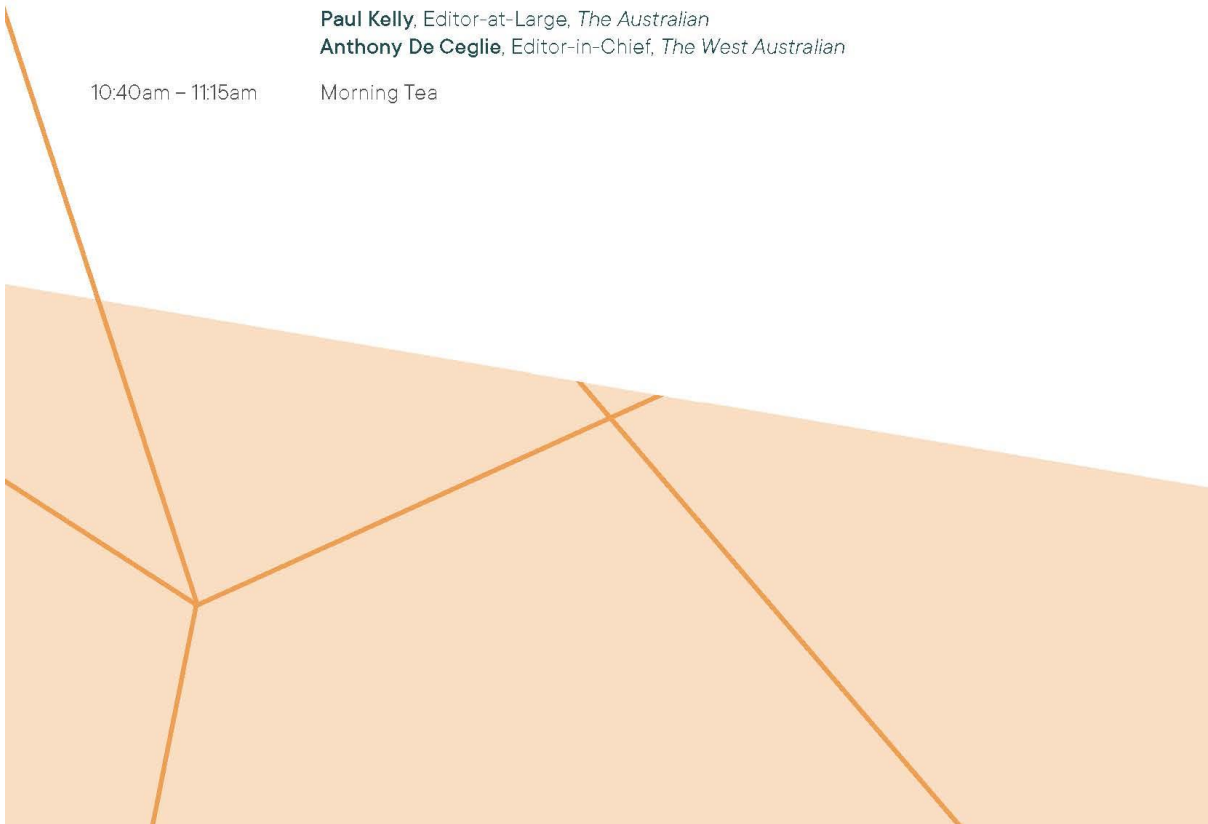 Paul Kelly, Editor-at-Large, The Australian
Anthony De Ceglie, Editor-in-Chief, The West Australian
10:40am – 11:15am Morning Tea